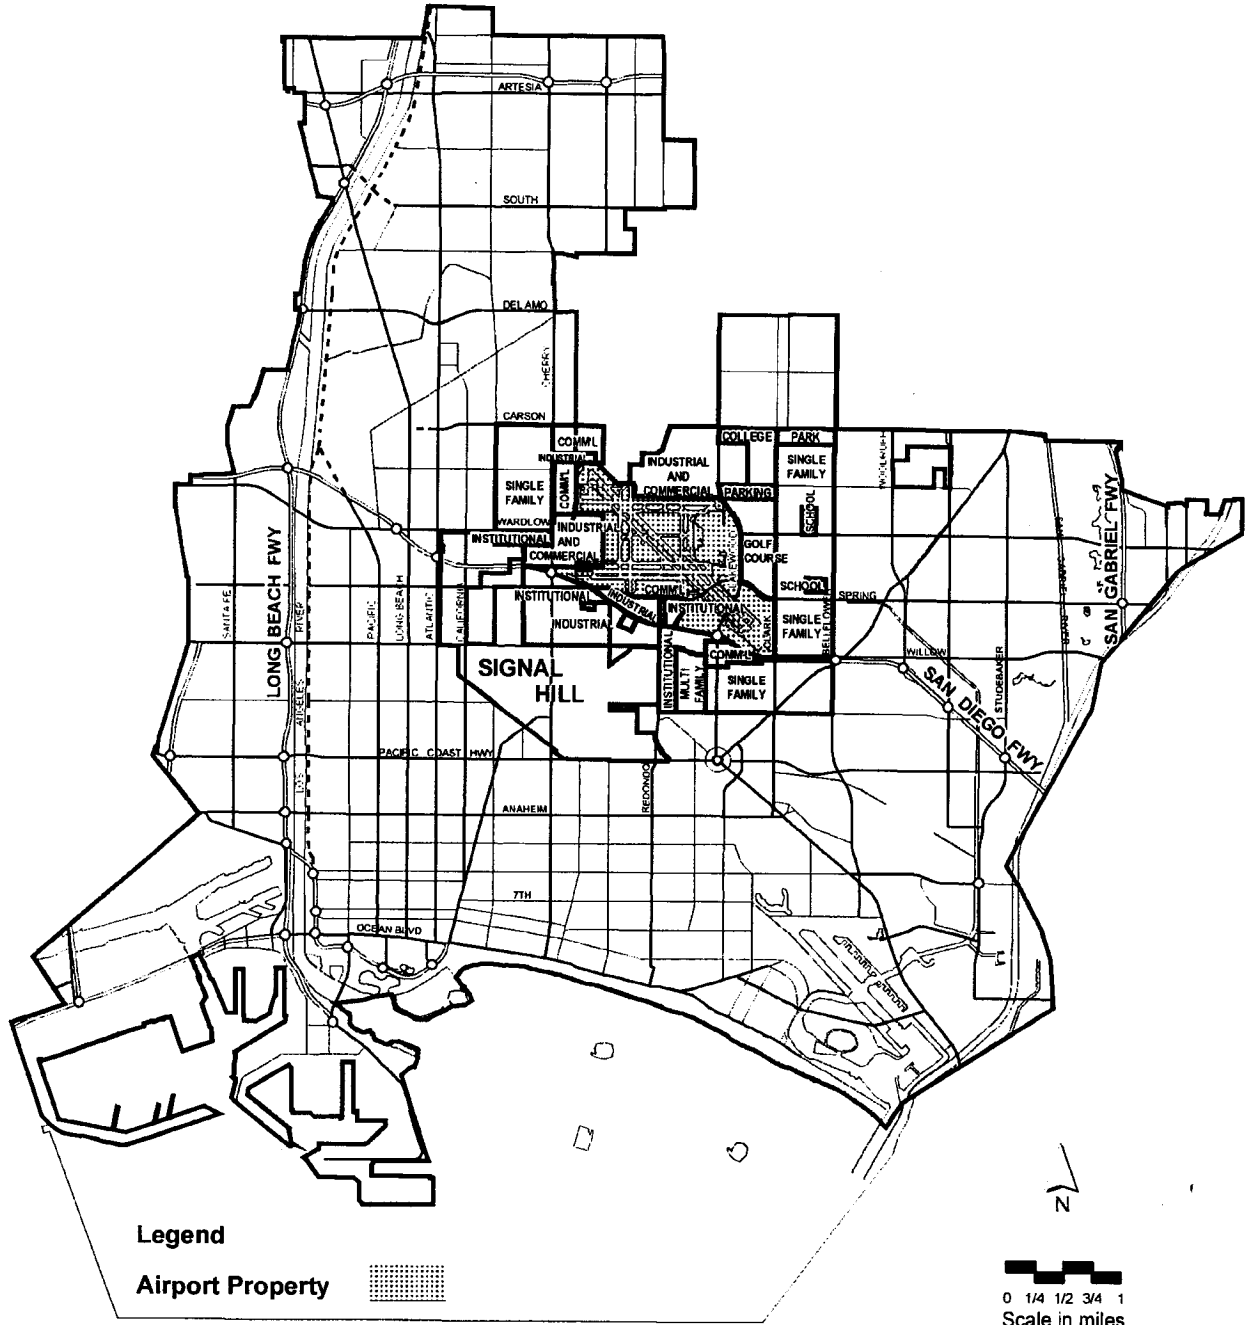 ARTESIA
SOUTH
DEL AMO
CHERRY
CARSON
COMM'L
COLLEGE
PARK
INDUSTRIAL
SINGLE
FAMILY
COMM'L
INDUSTRIAL
AND
COMMERCIAL
PARKING
SINGLE
FAMILY
SCHOOL
WOODRUFF
WARDLOW
INSTITUTIONAL
INDUSTRIAL
AND
COMMERCIAL
LAKEWOOD
GOLF
COURSE
SAN GABRIEL FWY
LONG BEACH FWY
SANTA FE
RIVER
ANGELES
LOS
PACIFIC
LONG BEACH
ATLANTIC
CALIFORNIA
INSTITUTIONAL
INDUSTRIAL
INDUSTRIAL
COMM'L
INSTITUTIONAL
SCHOOL
SPRING
CLARK
SINGLE
FAMILY
BELLFLOWER
WILLOW
STUDEBAKER
SAN DIEGO FWY
SIGNAL
HILL
INSTITUTIONAL
MULTI
FAMILY
COMM'L
SINGLE
FAMILY
PACIFIC COAST HWY
REDONDO
ANAHEIM
7TH
OCEAN BLVD
N
Legend
Airport Property
0 1/4 1/2 3/4 1
Scale in miles